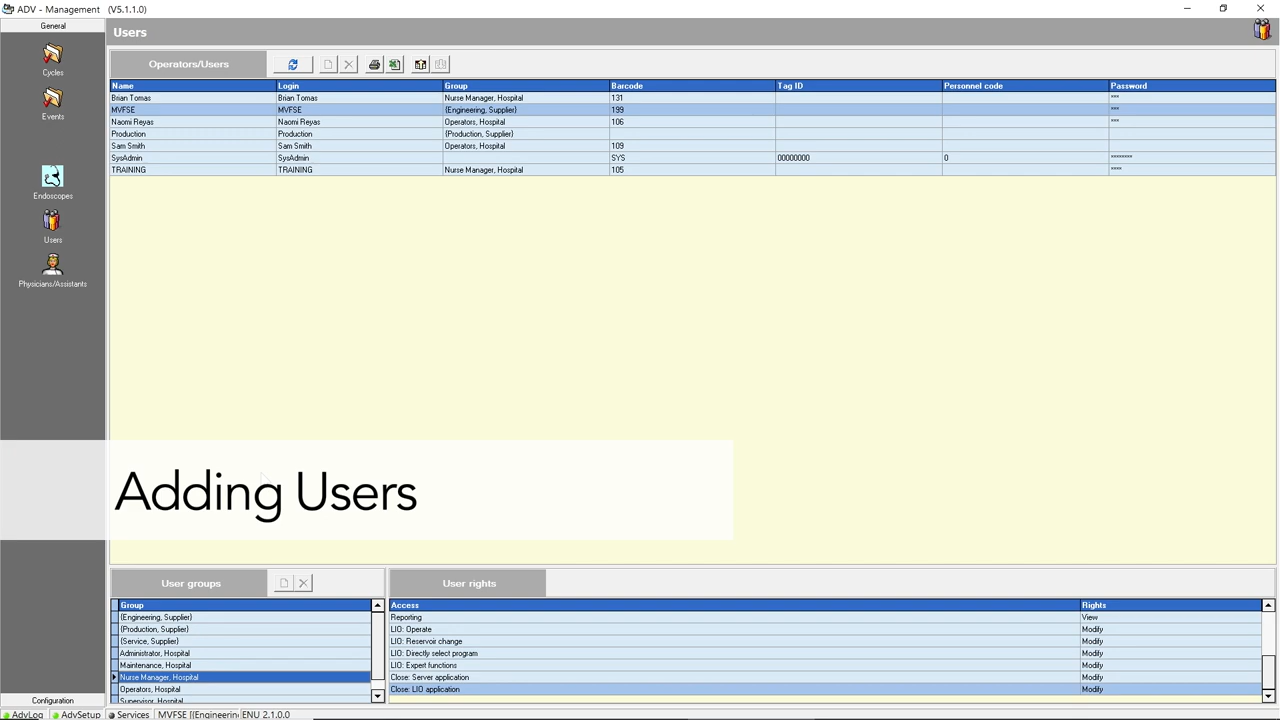 ADV - Management (V5.1.1.0)
General
Users
Cycles
Events
Endoscopes
Users
Physicians/Assistants
Configuration
Operators/Users
Name Login Group Barcode Tag ID Personnel code Password
Brian Tomas Brian Tomas Nurse Manager, Hospital 131 ***
MVFSE MVFSE {Engineering, Supplier} 199 ***
Naomi Reyas Naomi Reyas Operators, Hospital 106 ***
Production Production {Production, Supplier}
Sam Smith Sam Smith Operators, Hospital 109
SysAdmin SysAdmin SYS 00000000 0 ********
TRAINING TRAINING Nurse Manager, Hospital 105 ****
Adding Users
User groups
Group
{Engineering, Supplier}
{Production, Supplier}
{Service, Supplier}
Administrator, Hospital
Maintenance, Hospital
Nurse Manager, Hospital
Operators, Hospital
Supervisor, Hospital
User rights
Access Rights
Reporting View
LIO: Operate Modify
LIO: Reservoir change Modify
LIO: Directly select program Modify
LIO: Expert functions Modify
Close: Server application Modify
Close: LIO application Modify
AdvLog AdvSetup Services MVFSE [{Engineerin ENU 2.1.0.0